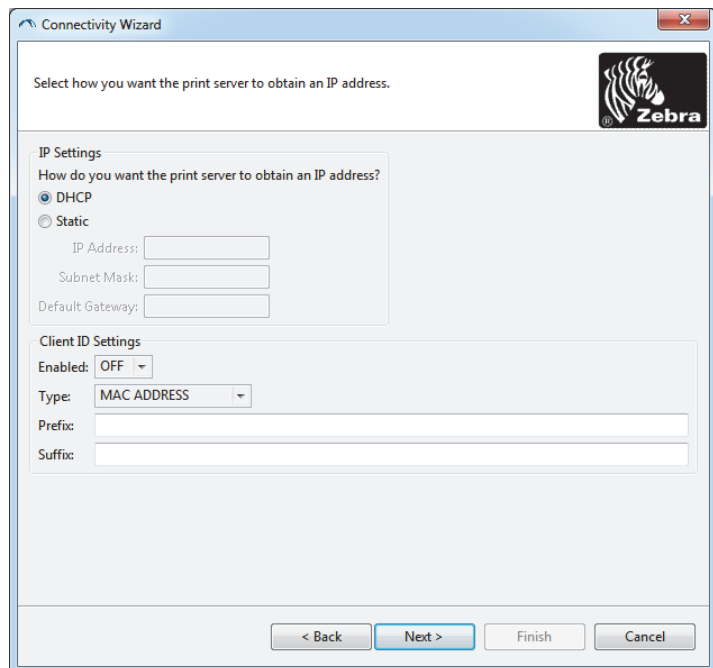 Connectivity Wizard
Select how you want the print server to obtain an IP address.
® Zebra
IP Settings
How do you want the print server to obtain an IP address?
DHCP
Static
IP Address:
Subnet Mask:
Default Gateway:
Client ID Settings
Enabled: OFF
Type: MAC ADDRESS
Prefix:
Suffix:
< Back Next > Finish Cancel